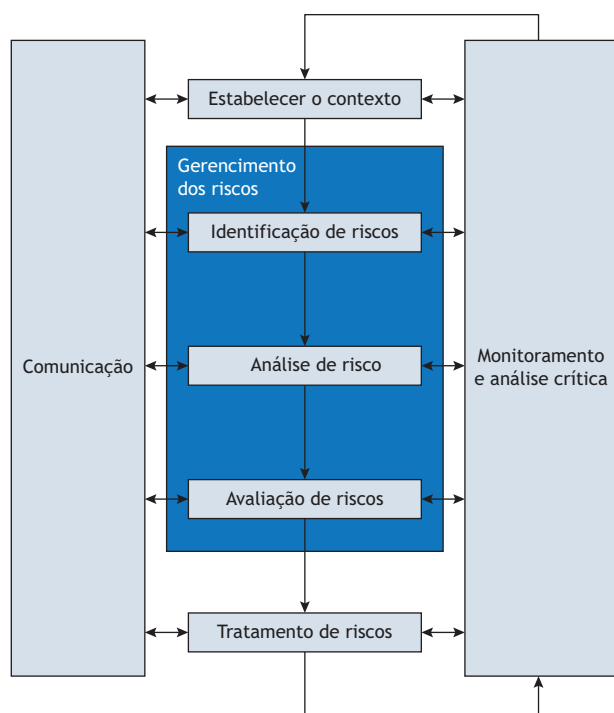 Estabelecer o contexto
Gerencimento
dos riscos
Identificação de riscos
Comunicação
Análise de risco
Monitoramento
e análise crítica
Avaliação de riscos
Tratamento de riscos